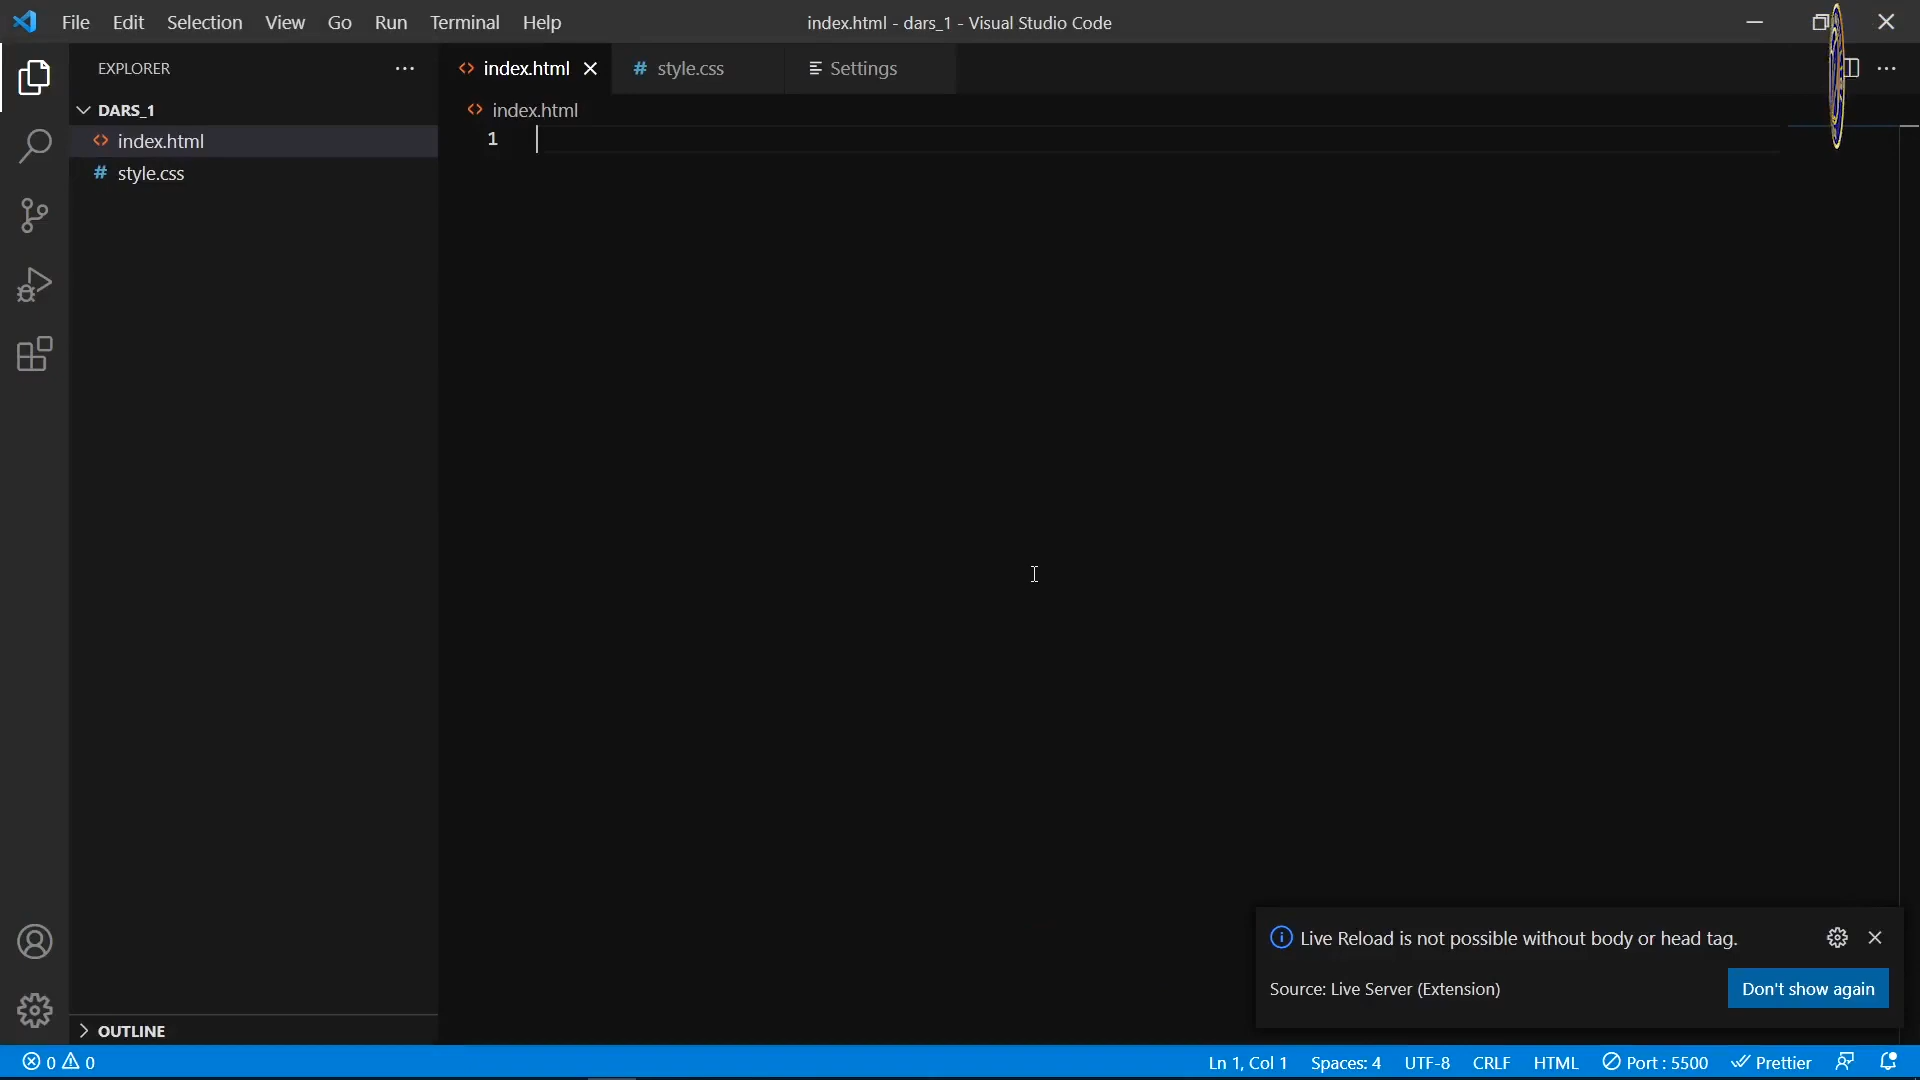 File Edit Selection View Go Run Terminal Help index.html - dars_1 - Visual Studio Code
EXPLORER
index.html style.css Settings
DARS_1
index.html
style.css
index.html
1
Live Reload is not possible without body or head tag.
Source: Live Server (Extension) Don't show again
OUTLINE
0 0 Ln 1, Col 1 Spaces: 4 UTF-8 CRLF HTML Port : 5500 Prettier